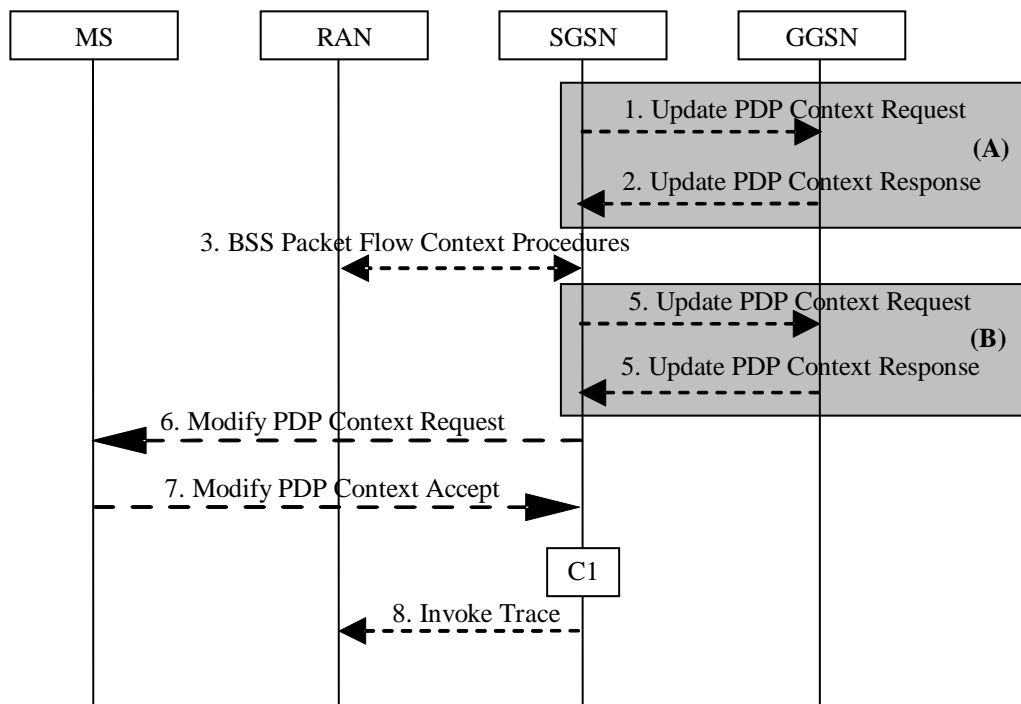 MS
RAN
SGSN
GGSN
1. Update PDP Context Request
(A)
2. Update PDP Context Response
3. BSS Packet Flow Context Procedures
5. Update PDP Context Request
(B)
5. Update PDP Context Response
6. Modify PDP Context Request
7. Modify PDP Context Accept
C1
8. Invoke Trace